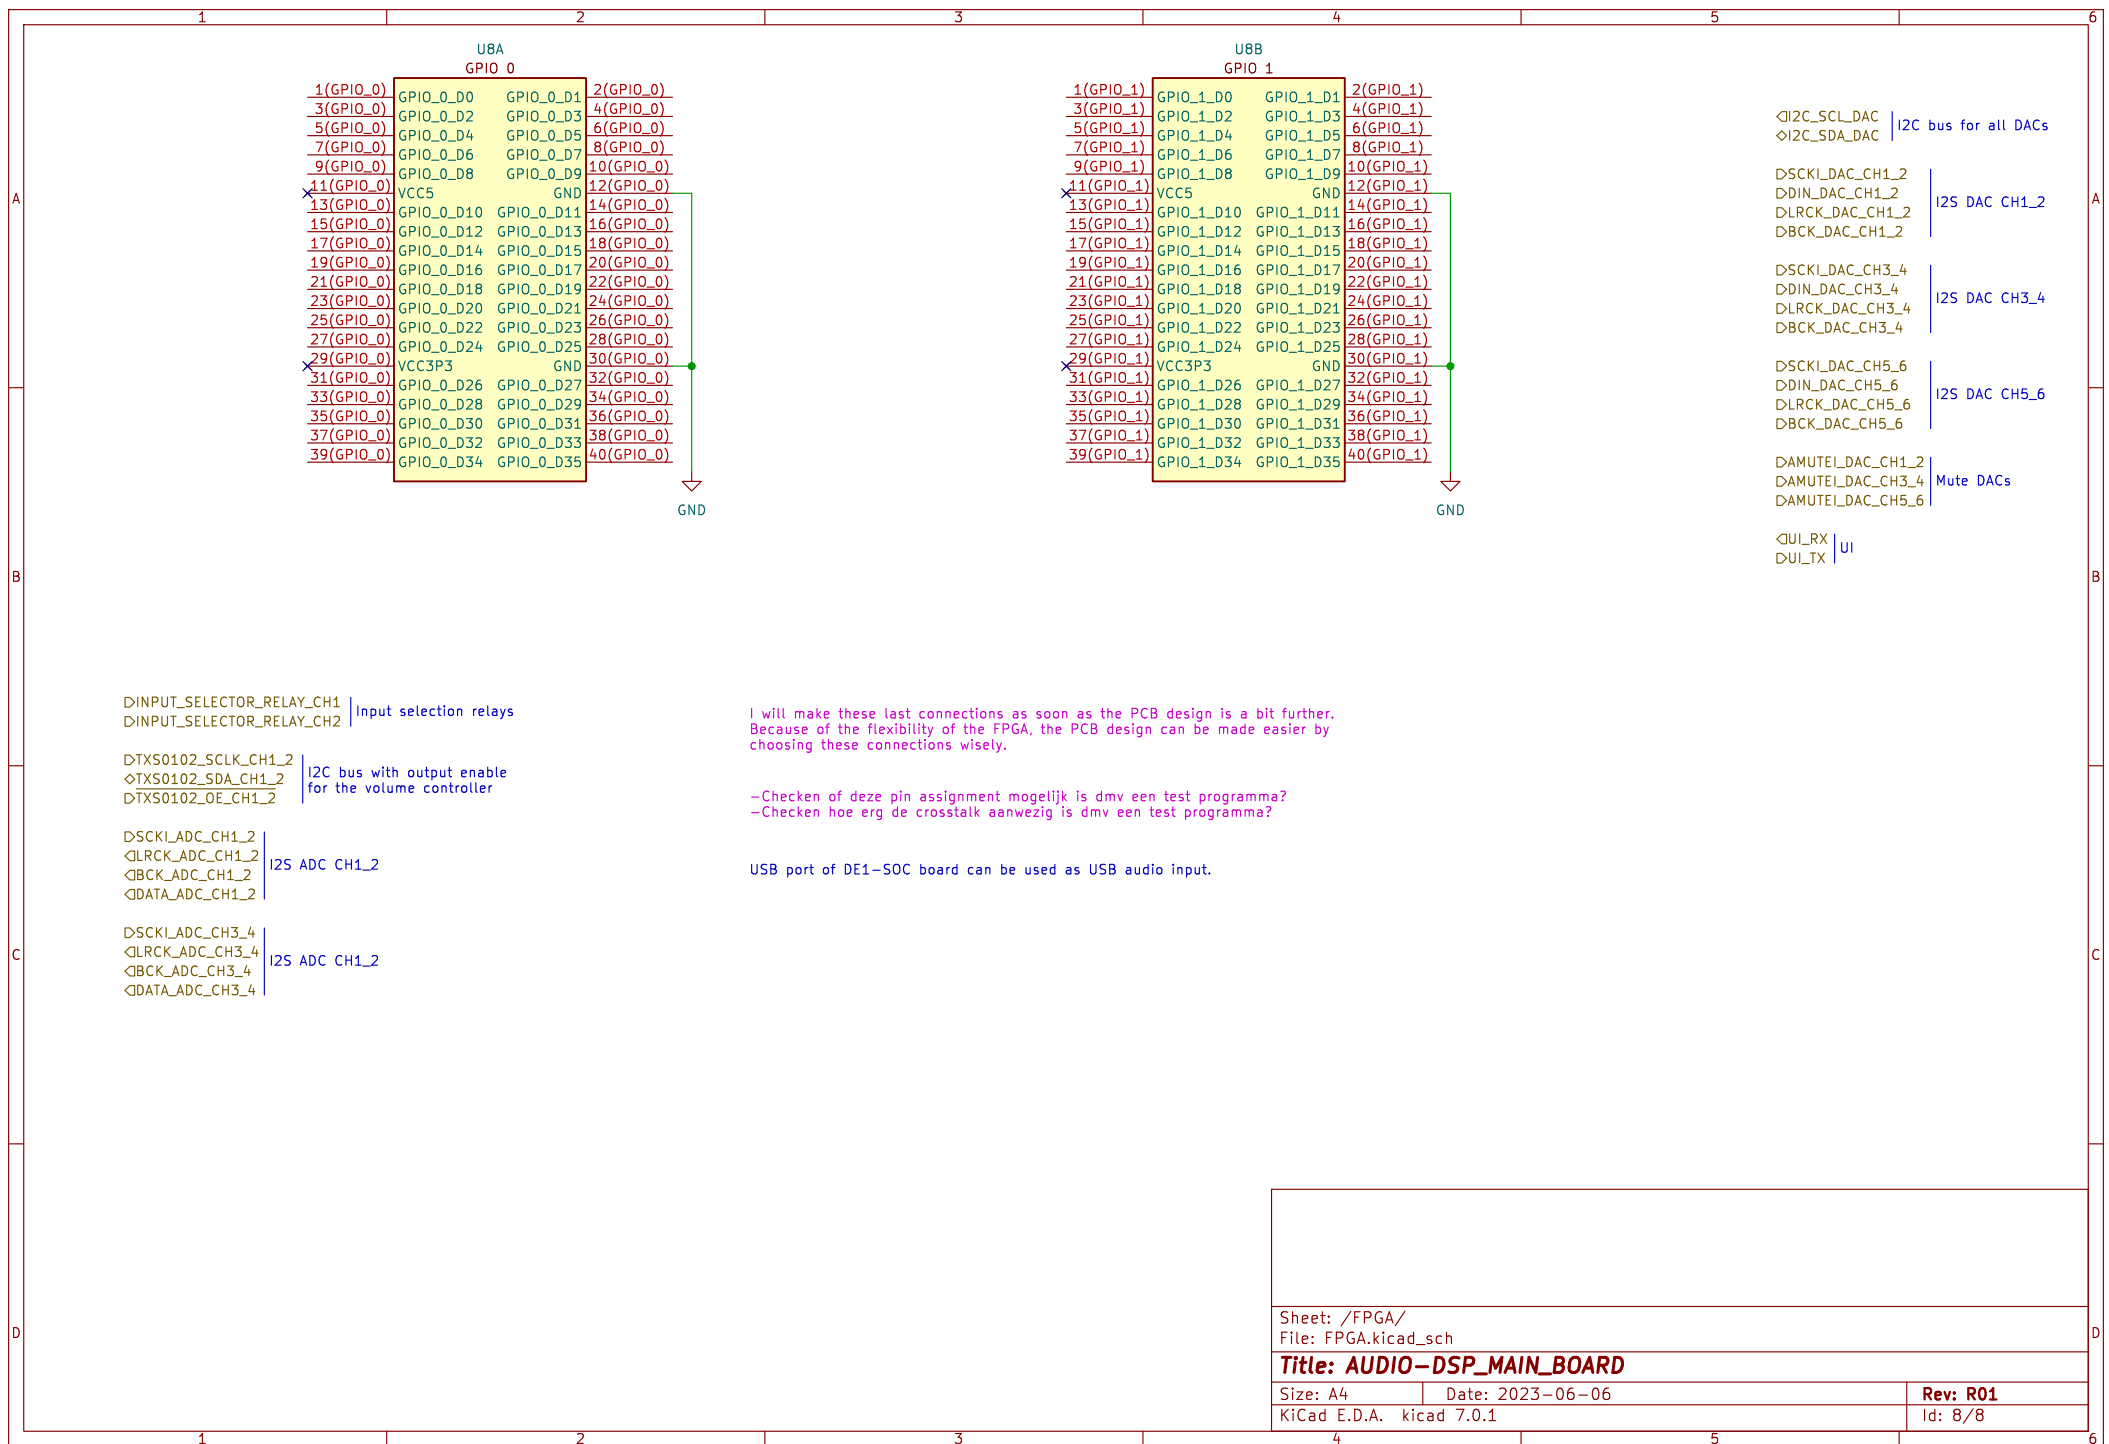 1 2 3 4 5 6
U8A
GPIO 0
1(GPIO_0) GPIO_0_D0 GPIO_0_D1 2(GPIO_0)
3(GPIO_0) GPIO_0_D2 GPIO_0_D3 4(GPIO_0)
5(GPIO_0) GPIO_0_D4 GPIO_0_D5 6(GPIO_0)
7(GPIO_0) GPIO_0_D6 GPIO_0_D7 8(GPIO_0)
9(GPIO_0) GPIO_0_D8 GPIO_0_D9 10(GPIO_0)
11(GPIO_0) VCC5 GND 12(GPIO_0)
13(GPIO_0) GPIO_0_D10 GPIO_0_D11 14(GPIO_0)
15(GPIO_0) GPIO_0_D12 GPIO_0_D13 16(GPIO_0)
17(GPIO_0) GPIO_0_D14 GPIO_0_D15 18(GPIO_0)
19(GPIO_0) GPIO_0_D16 GPIO_0_D17 20(GPIO_0)
21(GPIO_0) GPIO_0_D18 GPIO_0_D19 22(GPIO_0)
23(GPIO_0) GPIO_0_D20 GPIO_0_D21 24(GPIO_0)
25(GPIO_0) GPIO_0_D22 GPIO_0_D23 26(GPIO_0)
27(GPIO_0) GPIO_0_D24 GPIO_0_D25 28(GPIO_0)
29(GPIO_0) VCC3P3 GND 30(GPIO_0)
31(GPIO_0) GPIO_0_D26 GPIO_0_D27 32(GPIO_0)
33(GPIO_0) GPIO_0_D28 GPIO_0_D29 34(GPIO_0)
35(GPIO_0) GPIO_0_D30 GPIO_0_D31 36(GPIO_0)
37(GPIO_0) GPIO_0_D32 GPIO_0_D33 38(GPIO_0)
39(GPIO_0) GPIO_0_D34 GPIO_0_D35 40(GPIO_0)
GND
U8B
GPIO 1
1(GPIO_1) GPIO_1_D0 GPIO_1_D1 2(GPIO_1)
3(GPIO_1) GPIO_1_D2 GPIO_1_D3 4(GPIO_1)
5(GPIO_1) GPIO_1_D4 GPIO_1_D5 6(GPIO_1)
7(GPIO_1) GPIO_1_D6 GPIO_1_D7 8(GPIO_1)
9(GPIO_1) GPIO_1_D8 GPIO_1_D9 10(GPIO_1)
11(GPIO_1) VCC5 GND 12(GPIO_1)
13(GPIO_1) GPIO_1_D10 GPIO_1_D11 14(GPIO_1)
15(GPIO_1) GPIO_1_D12 GPIO_1_D13 16(GPIO_1)
17(GPIO_1) GPIO_1_D14 GPIO_1_D15 18(GPIO_1)
19(GPIO_1) GPIO_1_D16 GPIO_1_D17 20(GPIO_1)
21(GPIO_1) GPIO_1_D18 GPIO_1_D19 22(GPIO_1)
23(GPIO_1) GPIO_1_D20 GPIO_1_D21 24(GPIO_1)
25(GPIO_1) GPIO_1_D22 GPIO_1_D23 26(GPIO_1)
27(GPIO_1) GPIO_1_D24 GPIO_1_D25 28(GPIO_1)
29(GPIO_1) VCC3P3 GND 30(GPIO_1)
31(GPIO_1) GPIO_1_D26 GPIO_1_D27 32(GPIO_1)
33(GPIO_1) GPIO_1_D28 GPIO_1_D29 34(GPIO_1)
35(GPIO_1) GPIO_1_D30 GPIO_1_D31 36(GPIO_1)
37(GPIO_1) GPIO_1_D32 GPIO_1_D33 38(GPIO_1)
39(GPIO_1) GPIO_1_D34 GPIO_1_D35 40(GPIO_1)
GND
I2C_SCL_DAC
I2C_SDA_DAC
I2C bus for all DACs
SCKI_DAC_CH1_2
DIN_DAC_CH1_2
LRCK_DAC_CH1_2
BCK_DAC_CH1_2
I2S DAC CH1_2
SCKI_DAC_CH3_4
DIN_DAC_CH3_4
LRCK_DAC_CH3_4
BCK_DAC_CH3_4
I2S DAC CH3_4
SCKI_DAC_CH5_6
DIN_DAC_CH5_6
LRCK_DAC_CH5_6
BCK_DAC_CH5_6
I2S DAC CH5_6
AMUTEI_DAC_CH1_2
AMUTEI_DAC_CH3_4
AMUTEI_DAC_CH5_6
Mute DACs
UI_RX
UI_TX
UI
A A
B B
INPUT_SELECTOR_RELAY_CH1
INPUT_SELECTOR_RELAY_CH2
Input selection relays
TXS0102_SCLK_CH1_2
TXS0102_SDA_CH1_2
TXS0102_OE_CH1_2
I2C bus with output enable
for the volume controller
SCKI_ADC_CH1_2
LRCK_ADC_CH1_2
BCK_ADC_CH1_2
DATA_ADC_CH1_2
I2S ADC CH1_2
SCKI_ADC_CH3_4
LRCK_ADC_CH3_4
BCK_ADC_CH3_4
DATA_ADC_CH3_4
I2S ADC CH1_2
I will make these last connections as soon as the PCB design is a bit further.
Because of the flexibility of the FPGA, the PCB design can be made easier by
choosing these connections wisely.
-Checken of deze pin assignment mogelijk is dmv een test programma?
-Checken hoe erg de crosstalk aanwezig is dmv een test programma?
USB port of DE1-SOC board can be used as USB audio input.
C C
D D
Sheet: /FPGA/
File: FPGA.kicad_sch
Title: AUDIO-DSP_MAIN_BOARD
Size: A4 Date: 2023-06-06 Rev: R01
KiCad E.D.A. kicad 7.0.1 Id: 8/8
1 2 3 4 5 6